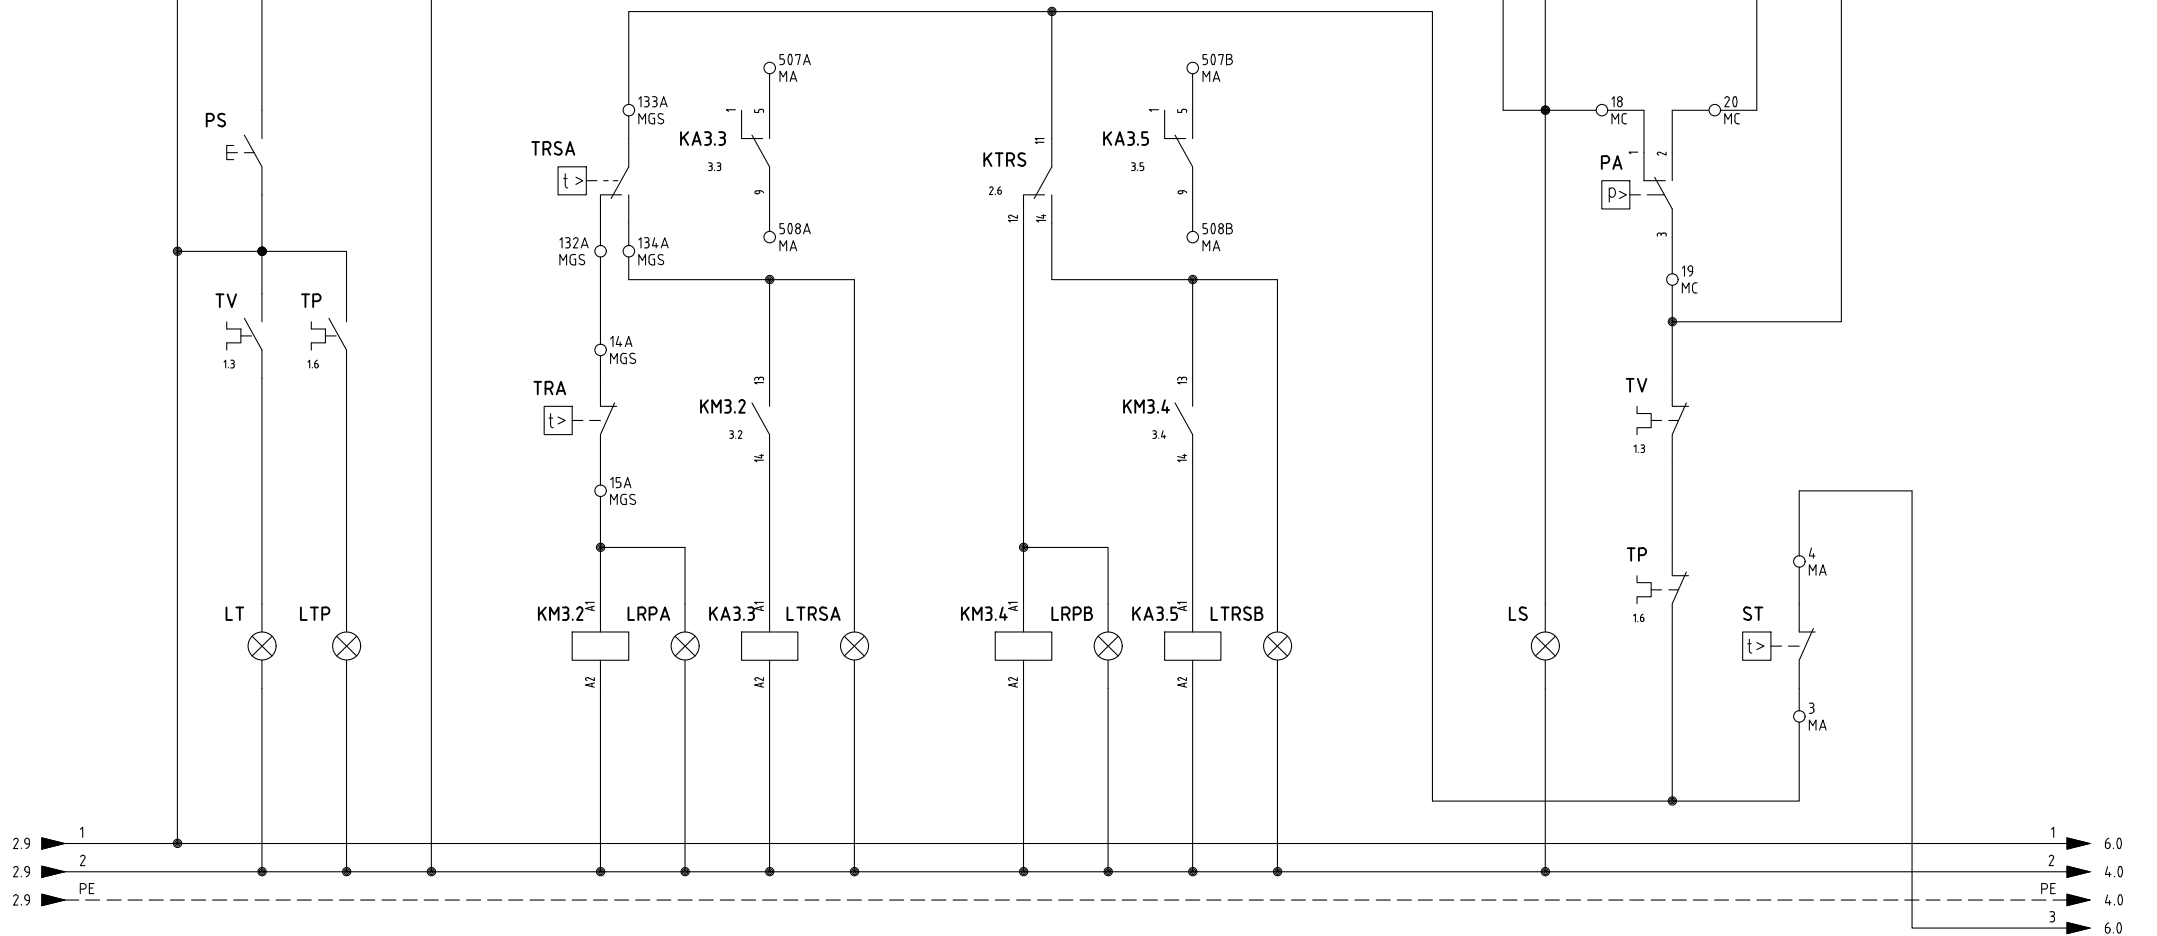 507A
MA
507B
MA
133A
MGS
18
MC
20
MC
PS
1
5
KA3.3
3.3
9
TRSA
t>
11
KTRS
2.6
12
14
1
5
KA3.5
3.5
9
1
2
PA
p>
3
132A
MGS
134A
MGS
508A
MA
508B
MA
19
MC
TV
1.3
TP
1.6
14A
MGS
TRA
t>
15A
MGS
13
KM3.2
3.2
14
13
KM3.4
3.4
14
TV
1.3
TP
1.6
4
MA
ST
t>
3
MA
LT
LTP
KM3.2
A1
A2
LRPA
KA3.3
A1
A2
LTRSA
KM3.4
A1
A2
LRPB
KA3.5
A1
A2
LTRSB
LS
2.9 1 1 6.0
2.9 2 2 4.0
2.9 PE PE 4.0
3 6.0